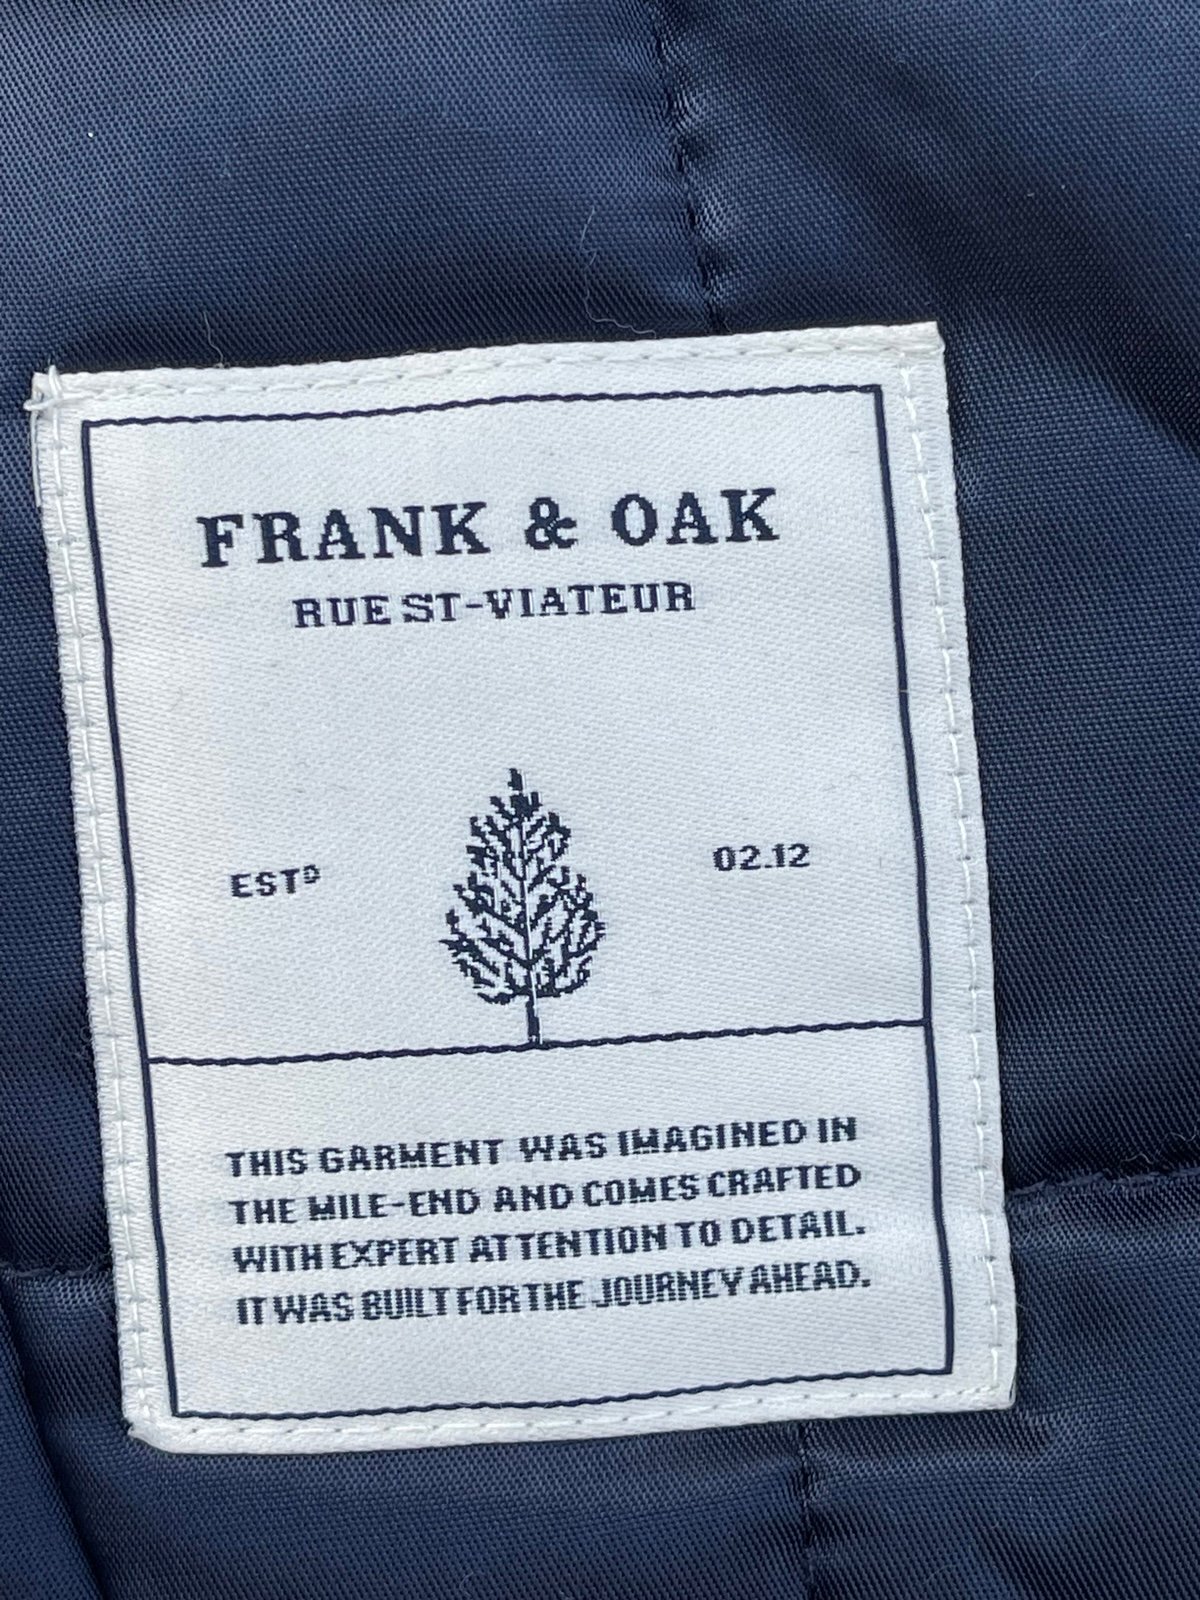 FRANK & OAK
RUE ST-VIATEUR
ESTᴰ 02.12
THIS GARMENT WAS IMAGINED IN
THE MILE-END AND COMES CRAFTED
WITH EXPERT ATTENTION TO DETAIL.
IT WAS BUILT FOR THE JOURNEY AHEAD.